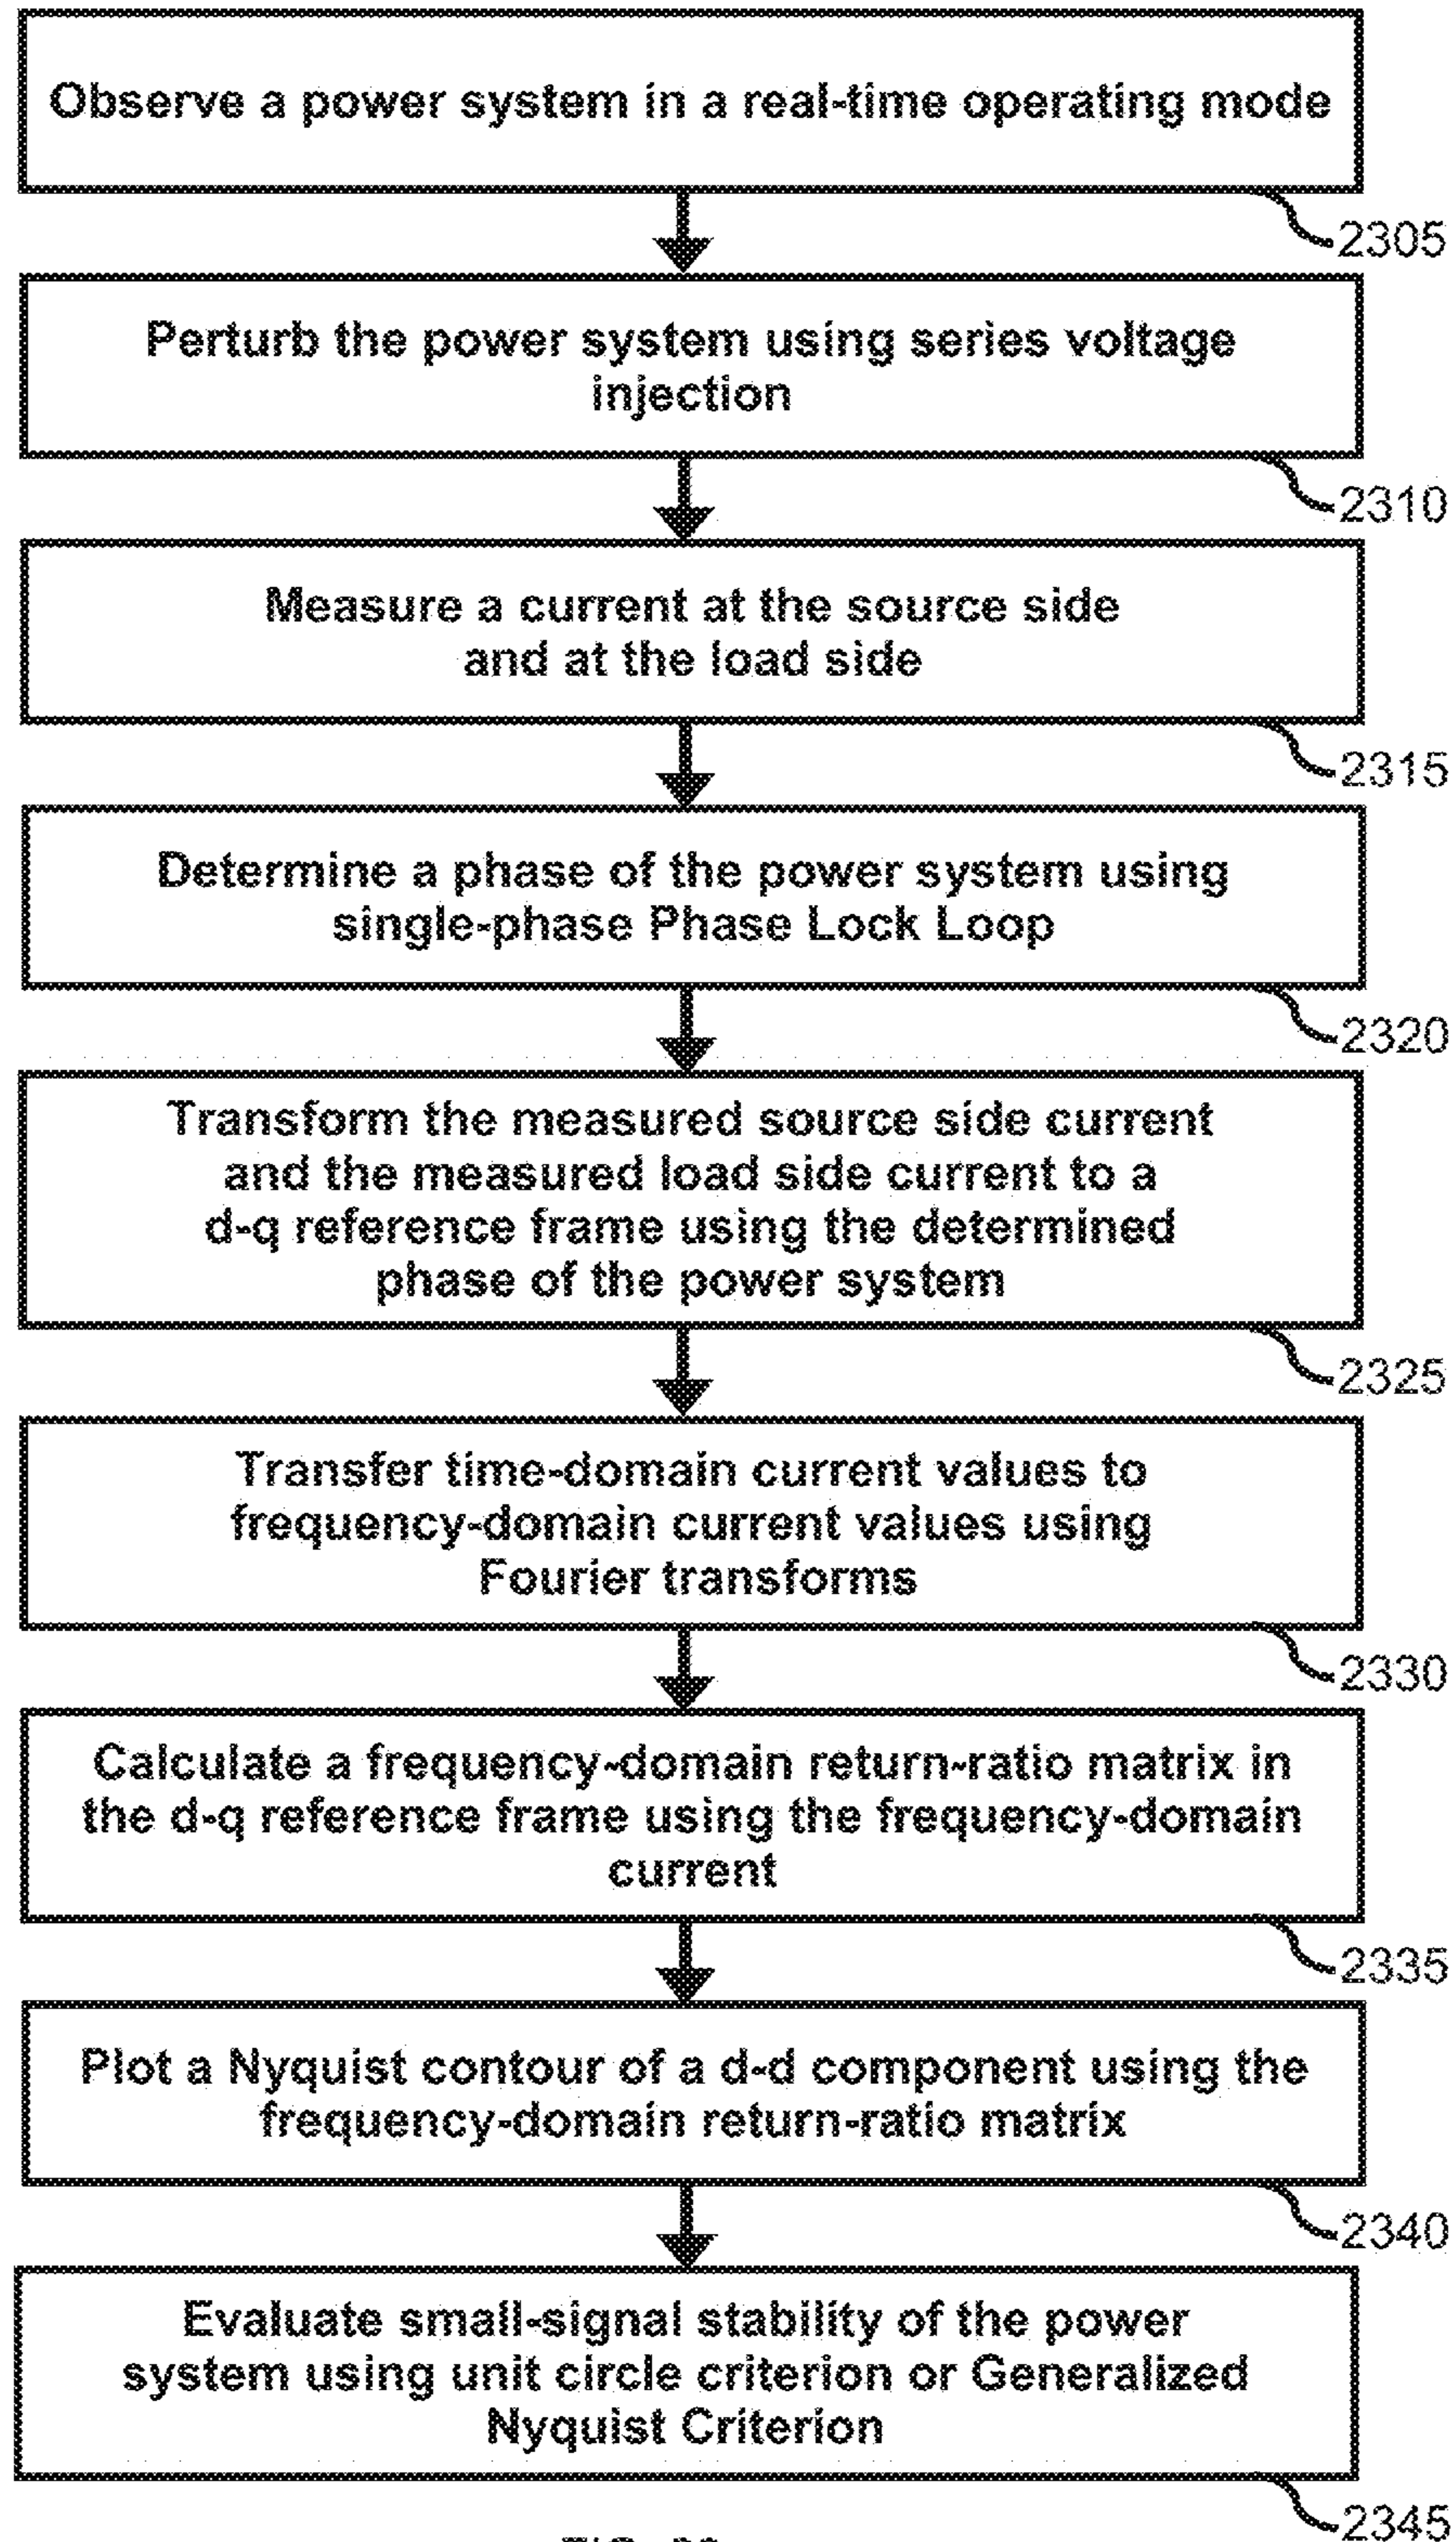 Observe a power system in a real-time operating mode
2305
Perturb the power system using series voltage
injection
2310
Measure a current at the source side
and at the load side
2315
Determine a phase of the power system using
single-phase Phase Lock Loop
2320
Transform the measured source side current
and the measured load side current to a
d-q reference frame using the determined
phase of the power system
2325
Transfer time-domain current values to
frequency-domain current values using
Fourier transforms
2330
Calculate a frequency-domain return-ratio matrix in
the d-q reference frame using the frequency-domain
current
2335
Plot a Nyquist contour of a d-d component using the
frequency-domain return-ratio matrix
2340
Evaluate small-signal stability of the power
system using unit circle criterion or Generalized
Nyquist Criterion
2345